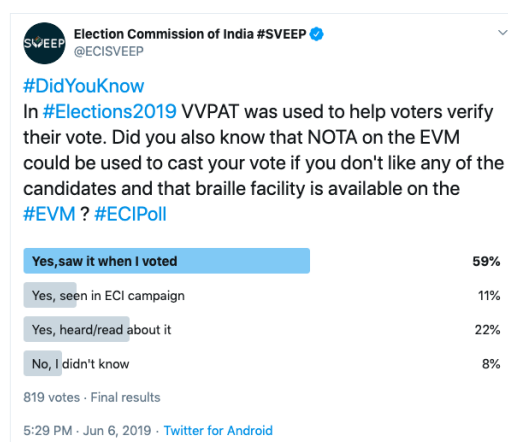 SVEEP
Election Commission of India #SVEEP
@ECISVEEP
#DidYouKnow
In #Elections2019 VVPAT was used to help voters verify
their vote. Did you also know that NOTA on the EVM
could be used to cast your vote if you don't like any of the
candidates and that braille facility is available on the
#EVM ? #ECIPoll
Yes,saw it when I voted 59%
Yes, seen in ECI campaign 11%
Yes, heard/read about it 22%
No, I didn't know 8%
819 votes · Final results
5:29 PM · Jun 6, 2019 · Twitter for Android